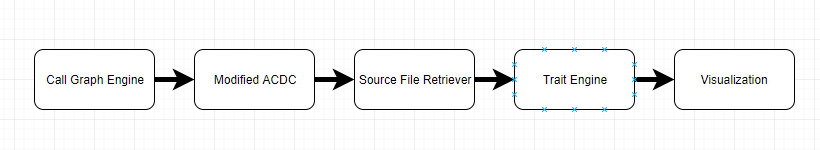 Call Graph Engine
Modified ACDC
Source File Retriever
Trait Engine
Visualization